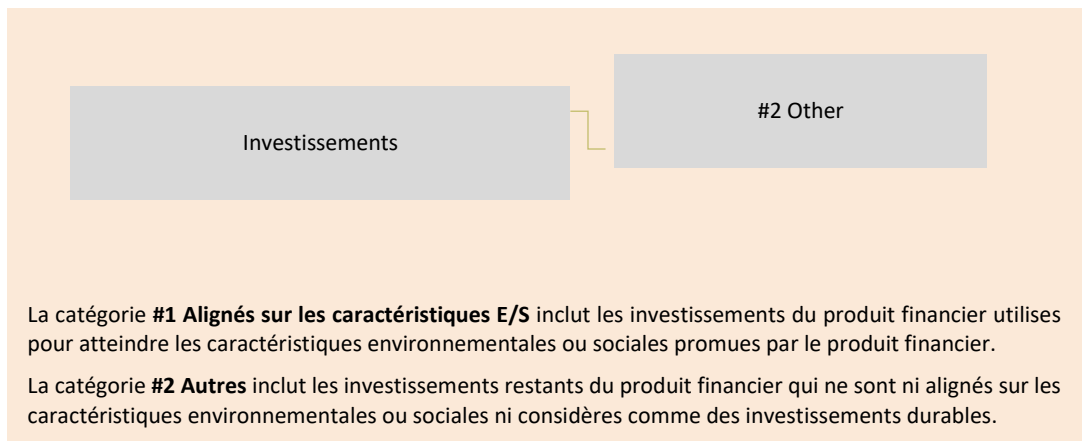 #2 Other
Investissements
La catégorie #1 Alignés sur les caractéristiques E/S inclut les investissements du produit financier utilises
pour atteindre les caractéristiques environnementales ou sociales promues par le produit financier.
La catégorie #2 Autres inclut les investissements restants du produit financier qui ne sont ni alignés sur les
caractéristiques environnementales ou sociales ni considères comme des investissements durables.